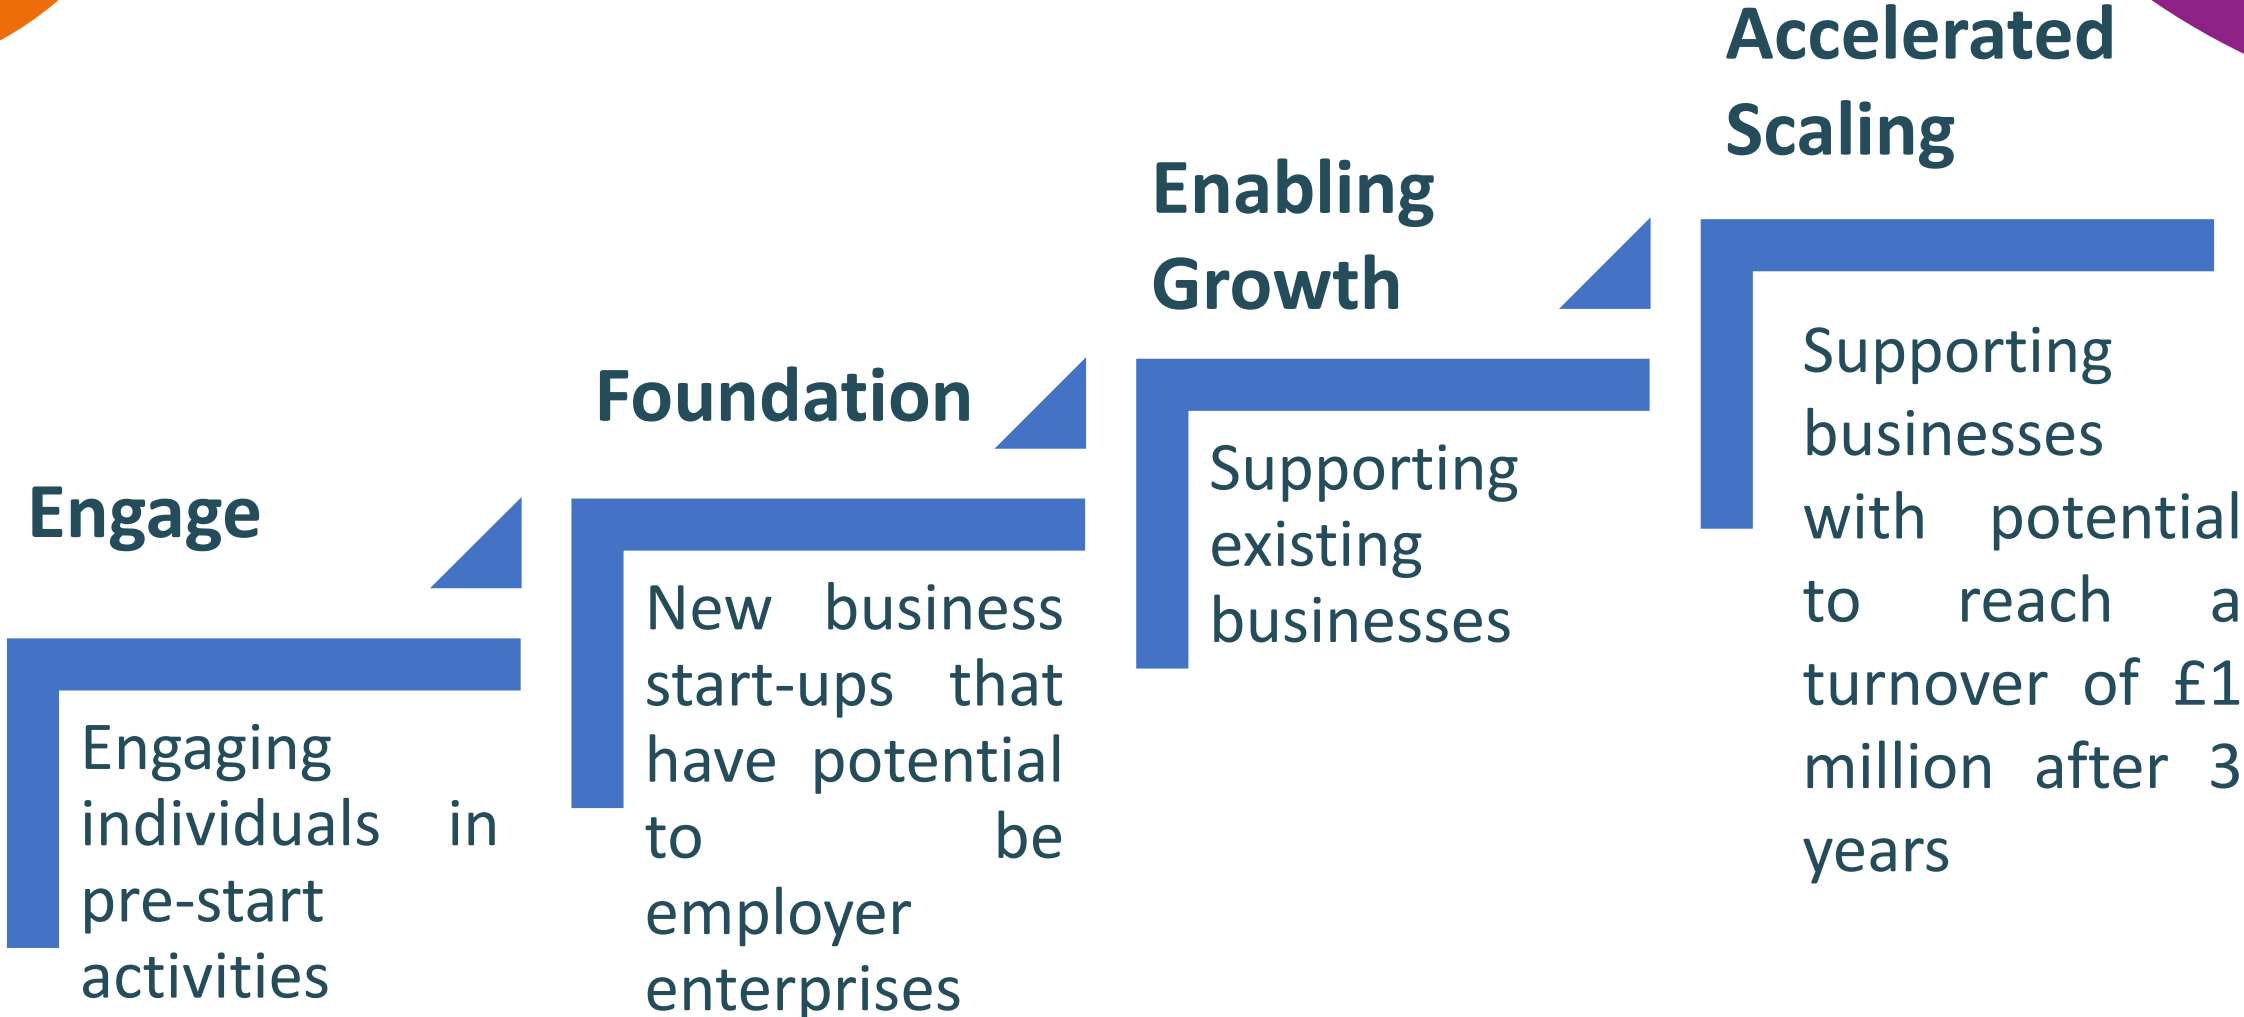 Engage
Engaging
individuals in
pre-start
activities
Foundation
New business
start-ups that
have potential
to be
employer
enterprises
Enabling
Growth
Supporting
existing
businesses
Accelerated
Scaling
Supporting
businesses
with potential
to reach a
turnover of £1
million after 3
years